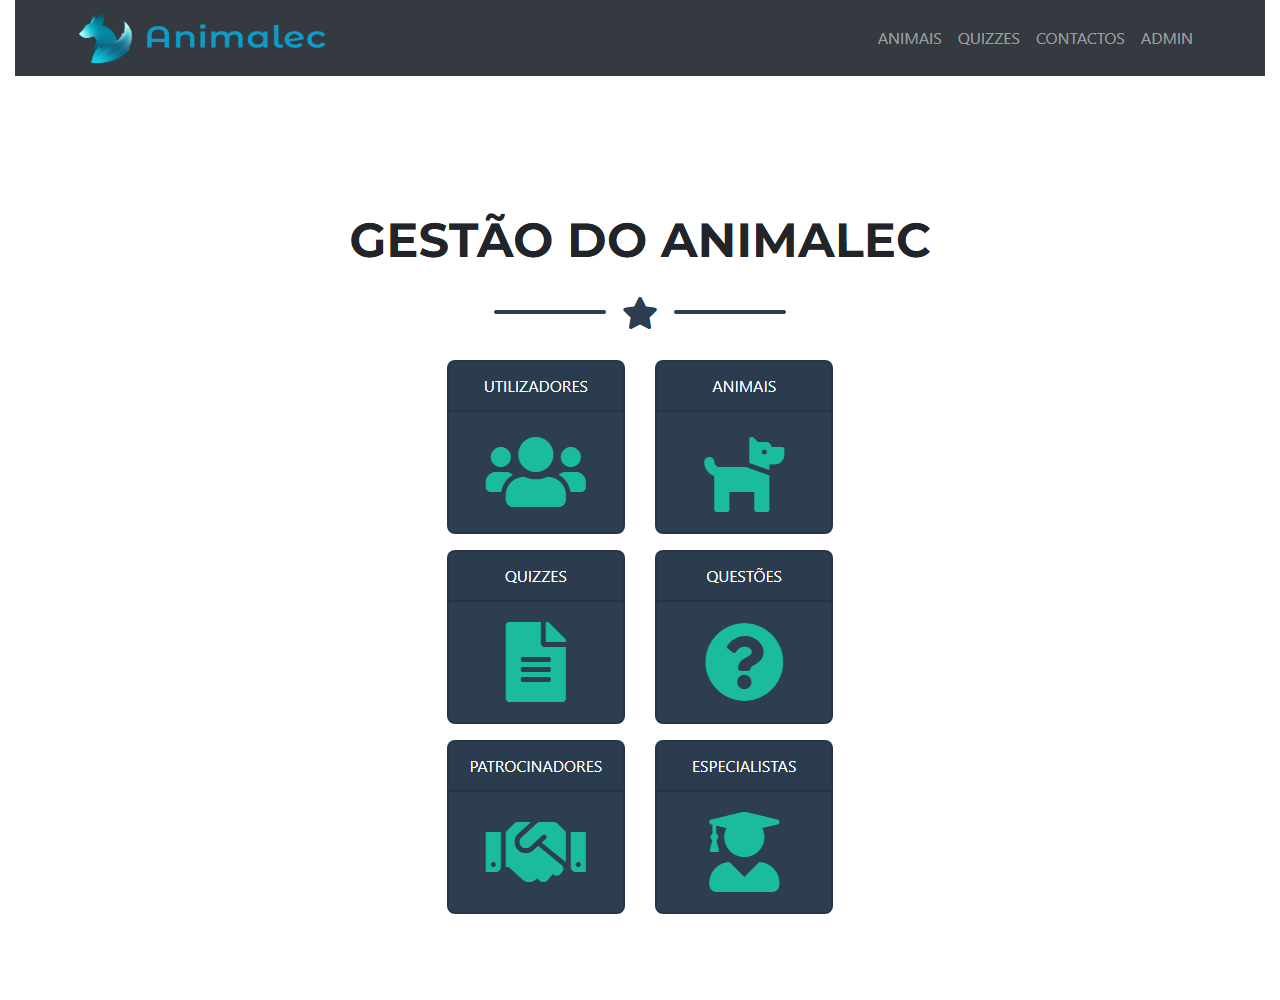 Animalec
ANIMAIS QUIZZES CONTACTOS ADMIN
GESTÃO DO ANIMALEC
UTILIZADORES
ANIMAIS
QUIZZES
QUESTÕES
PATROCINADORES
ESPECIALISTAS